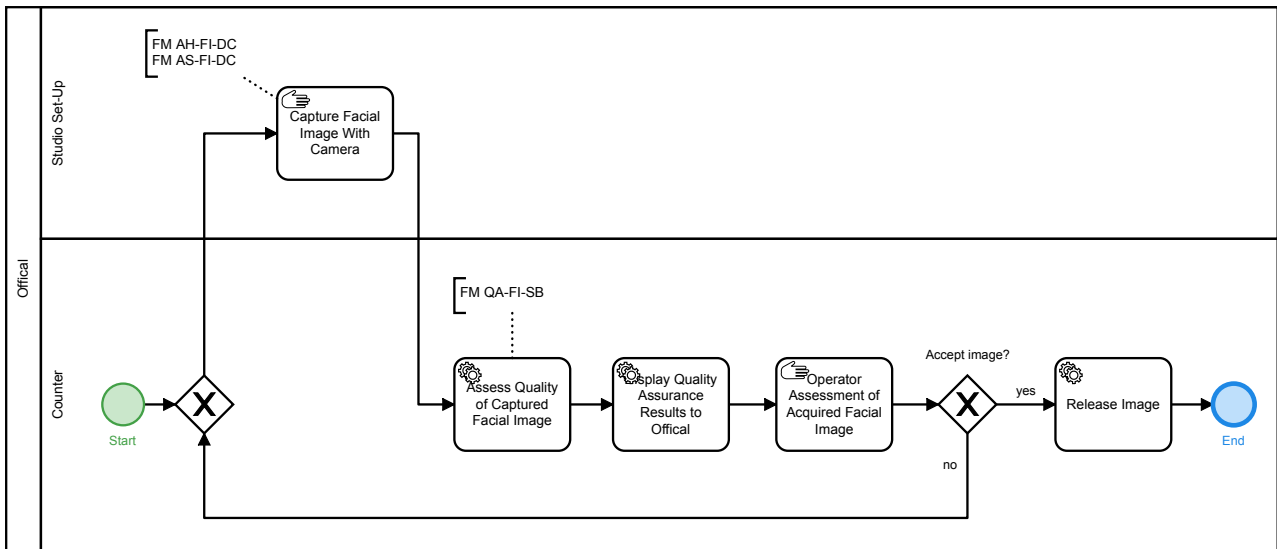 Offical
Studio Set-Up
FM AH-FI-DC
FM AS-FI-DC
Capture Facial
Image With
Camera
Counter
Start
FM QA-FI-SB
Assess Quality
of Captured
Facial Image
splay Quality
Assurance
Results to
Offical
Operator
Assessment of
Acquired Facial
Image
Accept image?
yes
no
Release Image
End